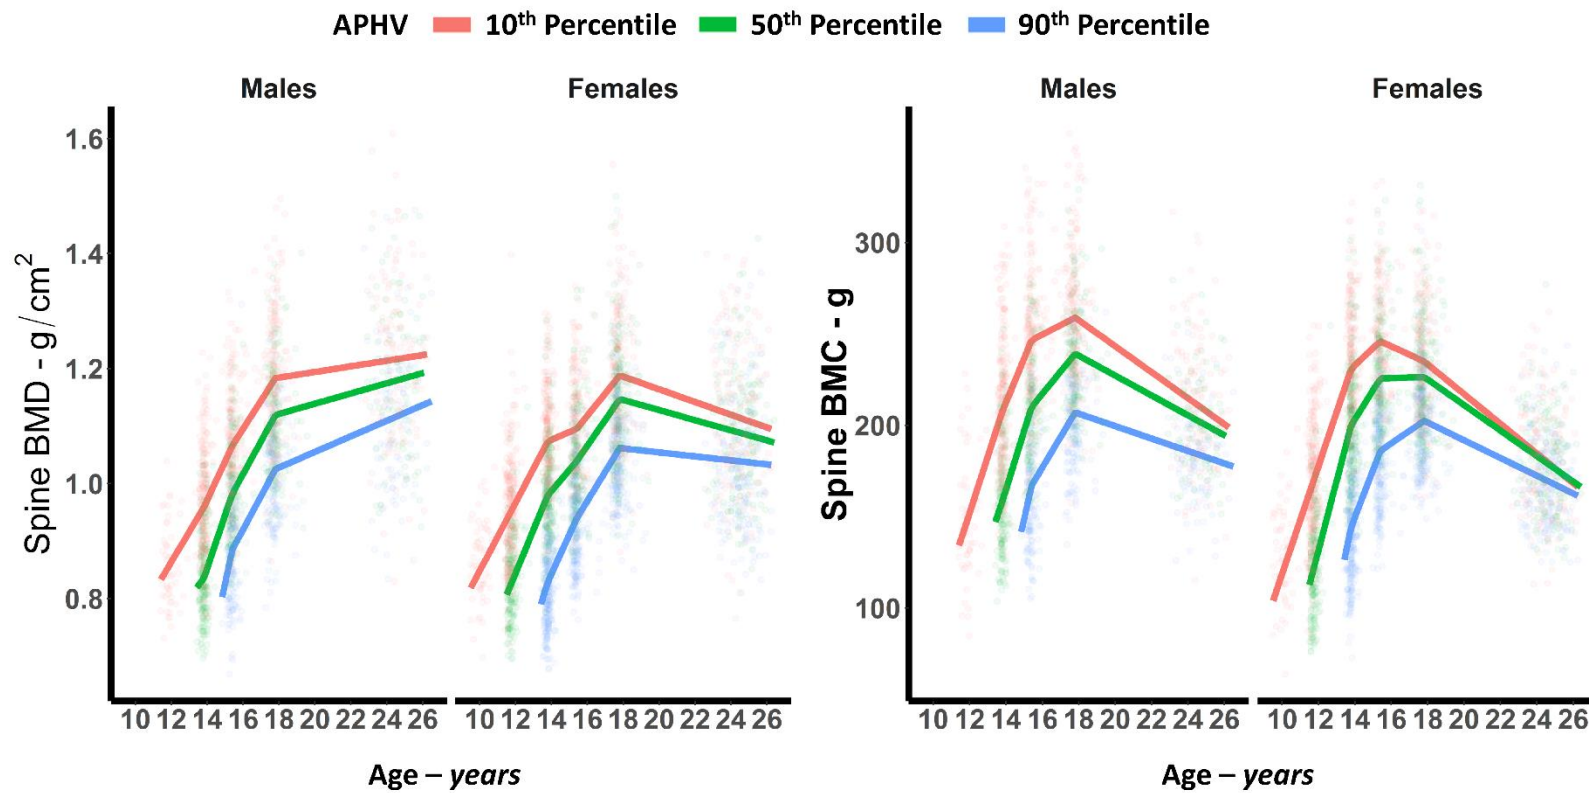 APHV 10th Percentile 50th Percentile 90th Percentile
Males Females Males Females
Spine BMD - g/cm2
1.6
1.4
1.2
1.0
0.8
10 12 14 16 18 20 22 24 26 10 12 14 16 18 20 22 24 26
Age – years
Spine BMC - g
300
200
100
10 12 14 16 18 20 22 24 26 10 12 14 16 18 20 22 24 26
Age – years